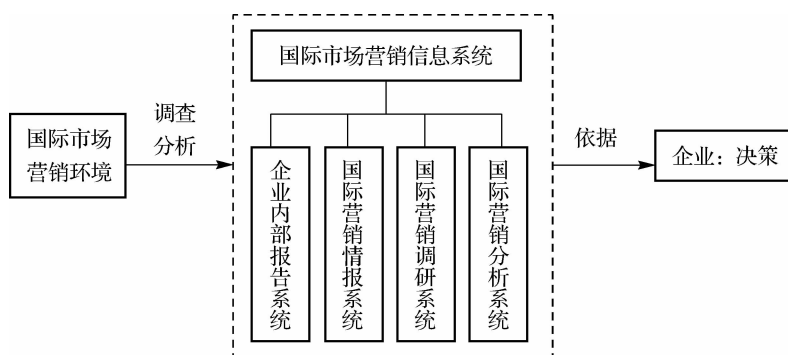 国际市场营销信息系统
调查
分析
国际市场
营销环境
依据
企业：决策
企业内部报告系统
国际营销情报系统
国际营销调研系统
国际营销分析系统